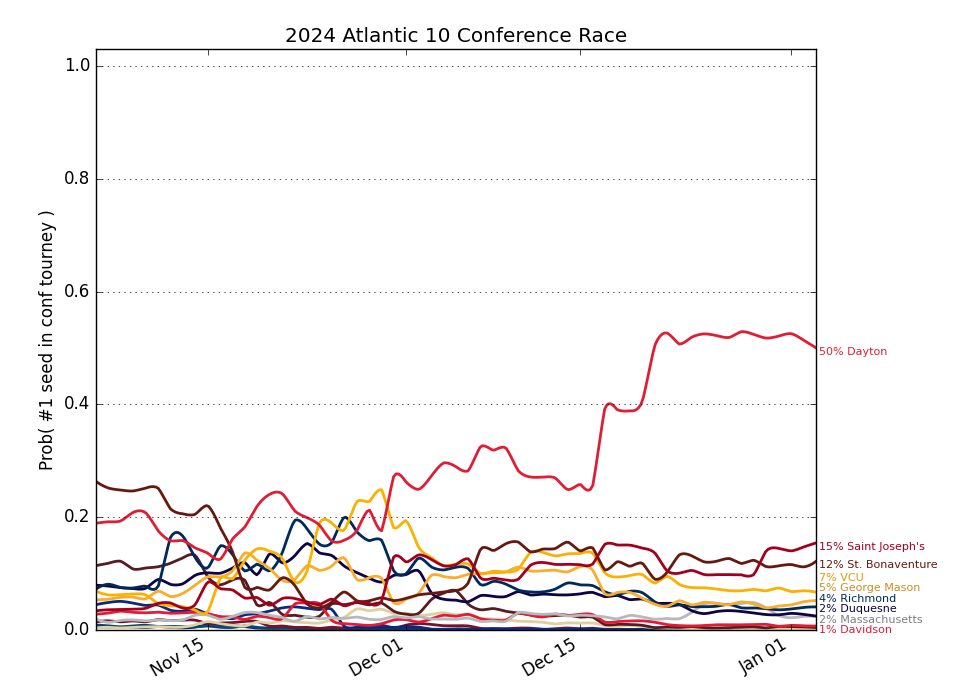 2024 Atlantic 10 Conference Race
Prob( #1 seed in conf tourney )
1.0
0.8
0.6
0.4
0.2
0.0
Nov 15
Dec 01
Dec 15
Jan 01
50% Dayton
15% Saint Joseph's
12% St. Bonaventure
7% VCU
5% George Mason
4% Richmond
2% Duquesne
2% Massachusetts
1% Davidson